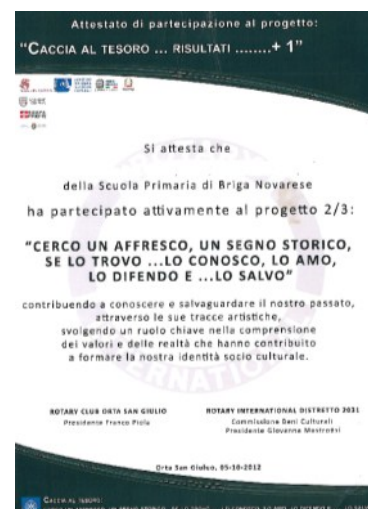 Attestato di partecipazione al progetto:
"CACCIA AL TESORO ... RISULTATI ........+ 1"
Si attesta che
della Scuola Primaria di Briga Novarese
ha partecipato attivamente al progetto 2/3:
"CERCO UN AFFRESCO, UN SEGNO STORICO,
SE LO TROVO ...LO CONOSCO, LO AMO,
LO DIFENDO E ...LO SALVO"
contribuendo a conoscere e salvaguardare il nostro passato,
attraverso le sue tracce artistiche,
svolgendo un ruolo chiave nella comprensione
dei valori e delle realtà che hanno contribuito
a formare la nostra identità socio culturale.
ROTARY CLUB ORTA SAN GIULIO
Presidente Franco Piola
ROTARY INTERNATIONAL DISTRETTO 2031
Commissione Beni Culturali
Presidente Giovanna Mastrotisi
Orta San Giulio, 05-10-2012
CACCIA AL TESORO: